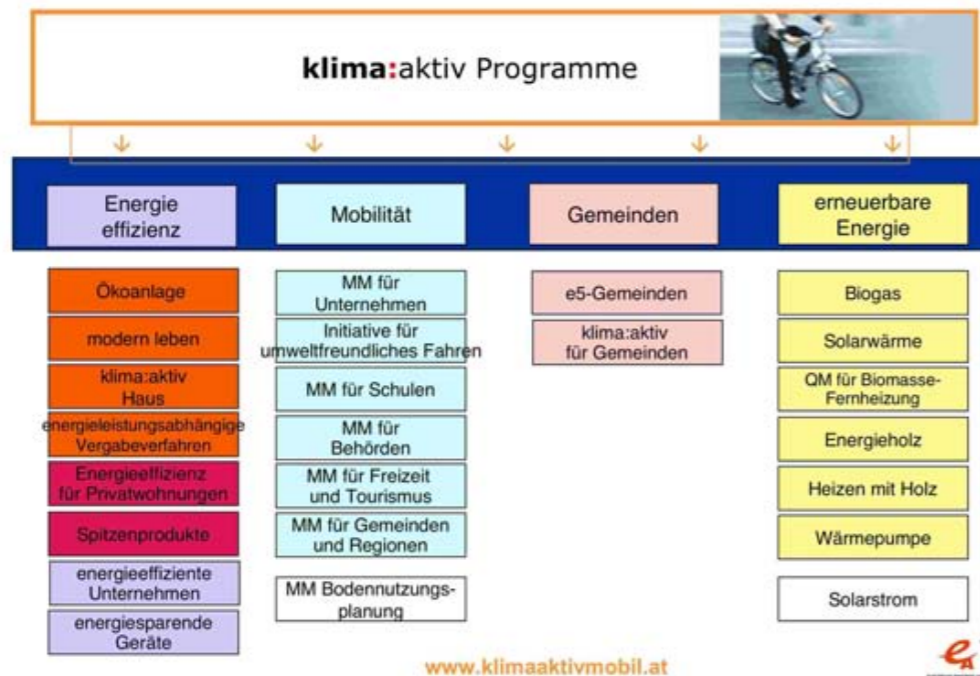 klima:aktiv Programme
Energie
effizienz
Mobilität
Gemeinden
erneuerbare
Energie
Ökoanlage
modern leben
klima:aktiv
Haus
energieleistungsabhängige
Vergabeverfahren
Energieeffizienz
für Privatwohnungen
Spitzenprodukte
energieeffiziente
Unternehmen
energiesparende
Geräte
MM für
Unternehmen
Initiative für
umweltfreundliches Fahren
MM für Schulen
MM für
Behörden
MM für Freizeit
und Tourismus
MM für Gemeinden
und Regionen
MM Bodennutzungs-
planung
e5-Gemeinden
klima:aktiv
für Gemeinden
Biogas
Solarwärme
QM für Biomasse-
Fernheizung
Energieholz
Heizen mit Holz
Wärmepumpe
Solarstrom
www.klimaaktivmobil.at